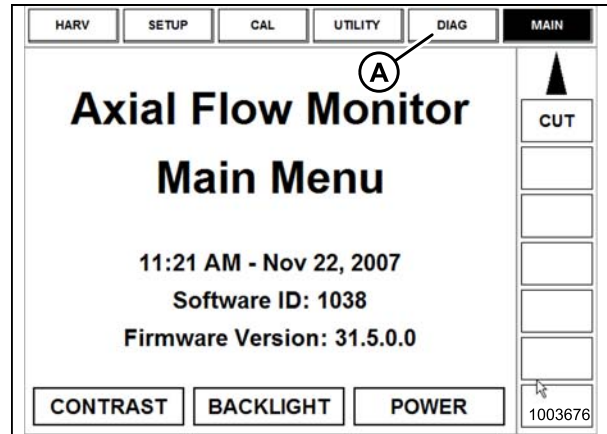 HARV SETUP CAL UTILITY DIAG MAIN
A
Axial Flow Monitor
CUT
Main Menu
11:21 AM - Nov 22, 2007
Software ID: 1038
Firmware Version: 31.5.0.0
CONTRAST BACKLIGHT POWER
1003676